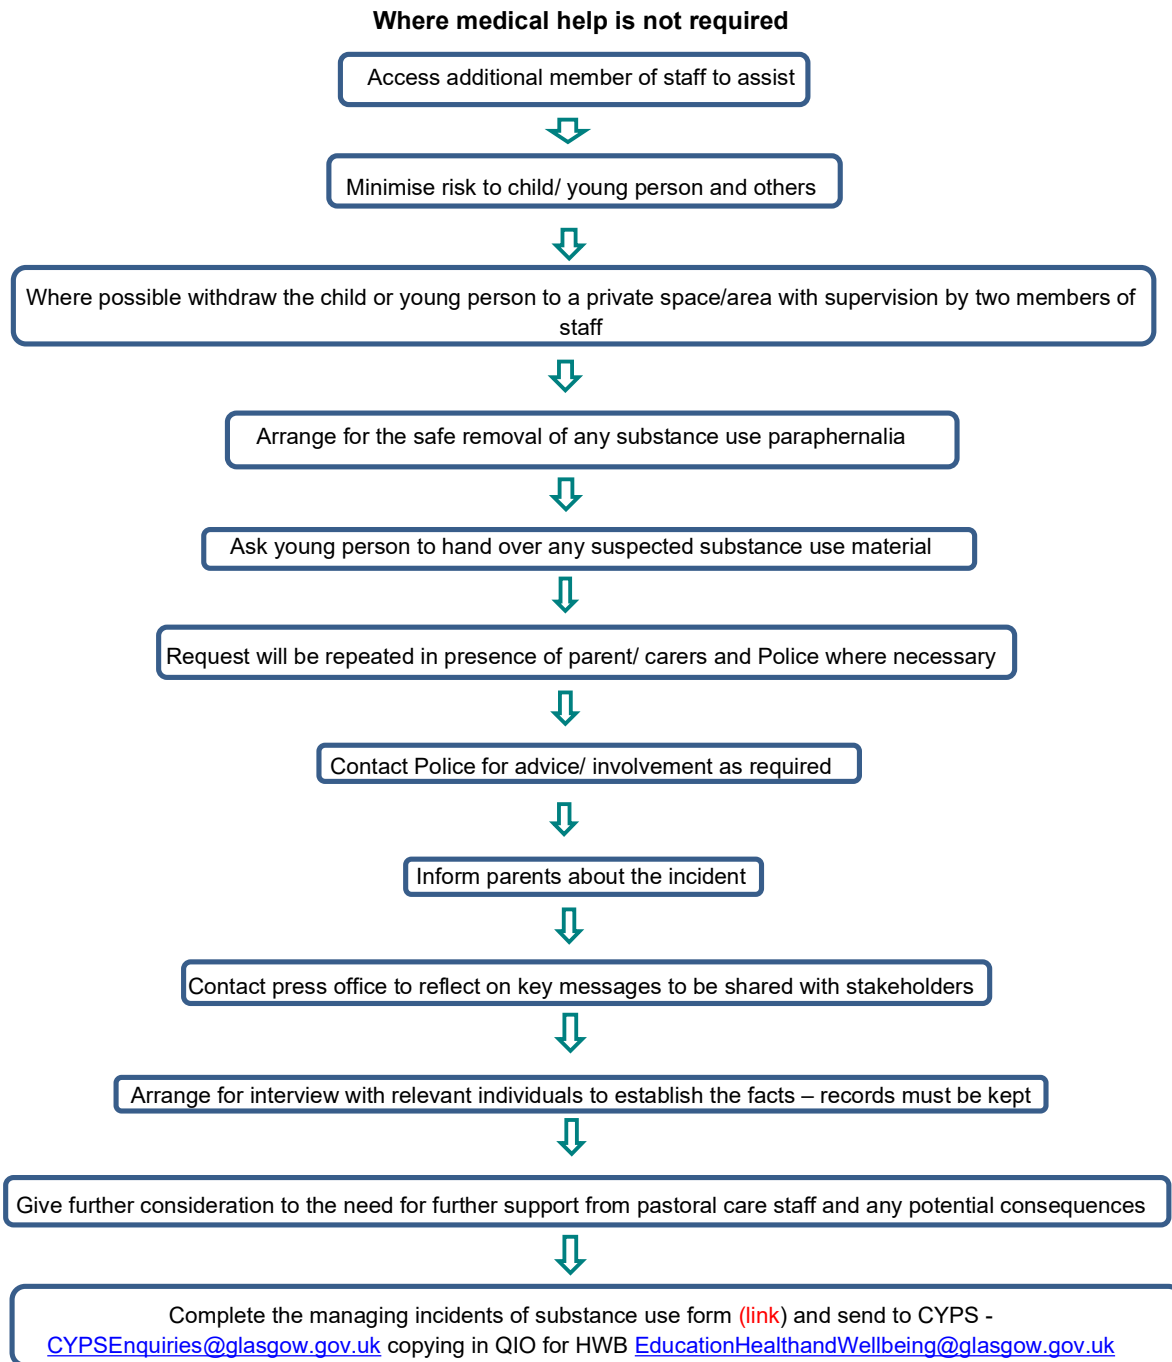 Where medical help is not required
Access additional member of staff to assist
Minimise risk to child/ young person and others
Where possible withdraw the child or young person to a private space/area with supervision by two members of
staff
Arrange for the safe removal of any substance use paraphernalia
Ask young person to hand over any suspected substance use material
Request will be repeated in presence of parent/ carers and Police where necessary
Contact Police for advice/ involvement as required
Inform parents about the incident
Contact press office to reflect on key messages to be shared with stakeholders
Arrange for interview with relevant individuals to establish the facts – records must be kept
Give further consideration to the need for further support from pastoral care staff and any potential consequences
Complete the managing incidents of substance use form (link) and send to CYPS -
CYPSEnquiries@glasgow.gov.uk copying in QIO for HWB EducationHealthandWellbeing@glasgow.gov.uk